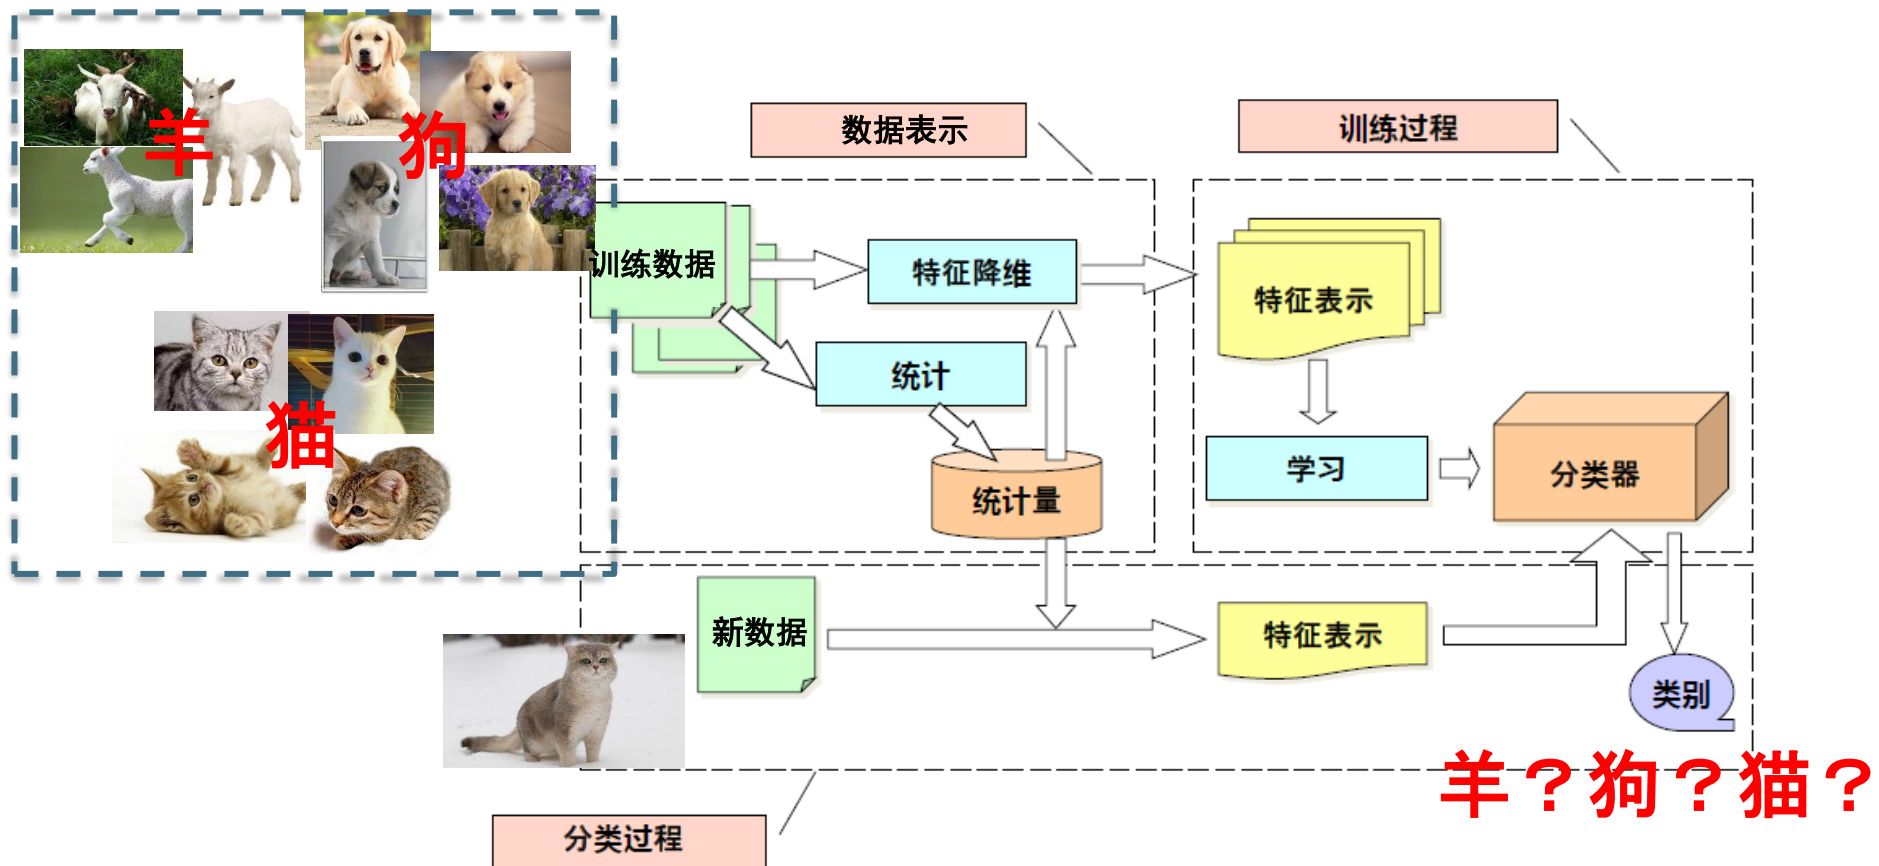 羊
狗
猫
数据表示
训练过程
训练数据
特征降维
特征表示
统计
学习
分类器
统计量
新数据
特征表示
类别
羊？狗？猫？
分类过程